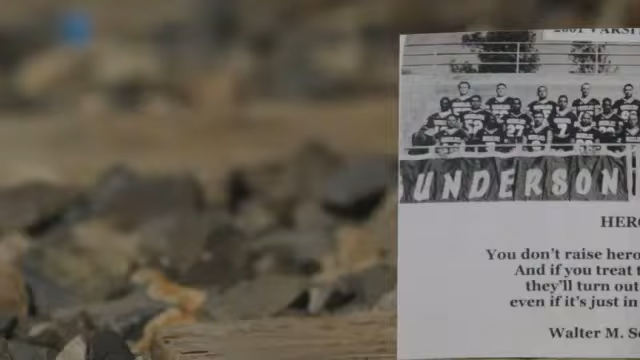 2001 VARSI
UNDERSON
HERO
You don't raise hero
And if you treat t
they'll turn out
even if it's just in
Walter M. S